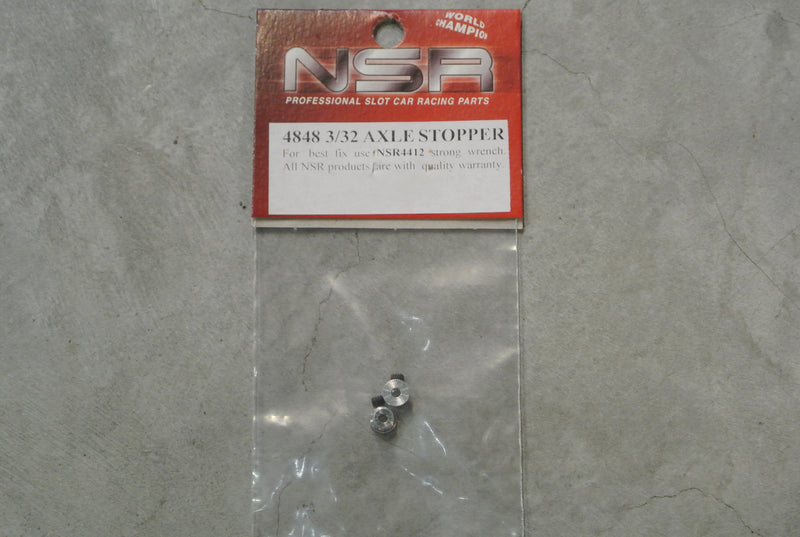 WORLD
CHAMPION
NSR
PROFESSIONAL SLOT CAR RACING PARTS
4848 3/32 AXLE STOPPER
For best fix use NSR4412 strong wrench.
All NSR products are with quality warranty.